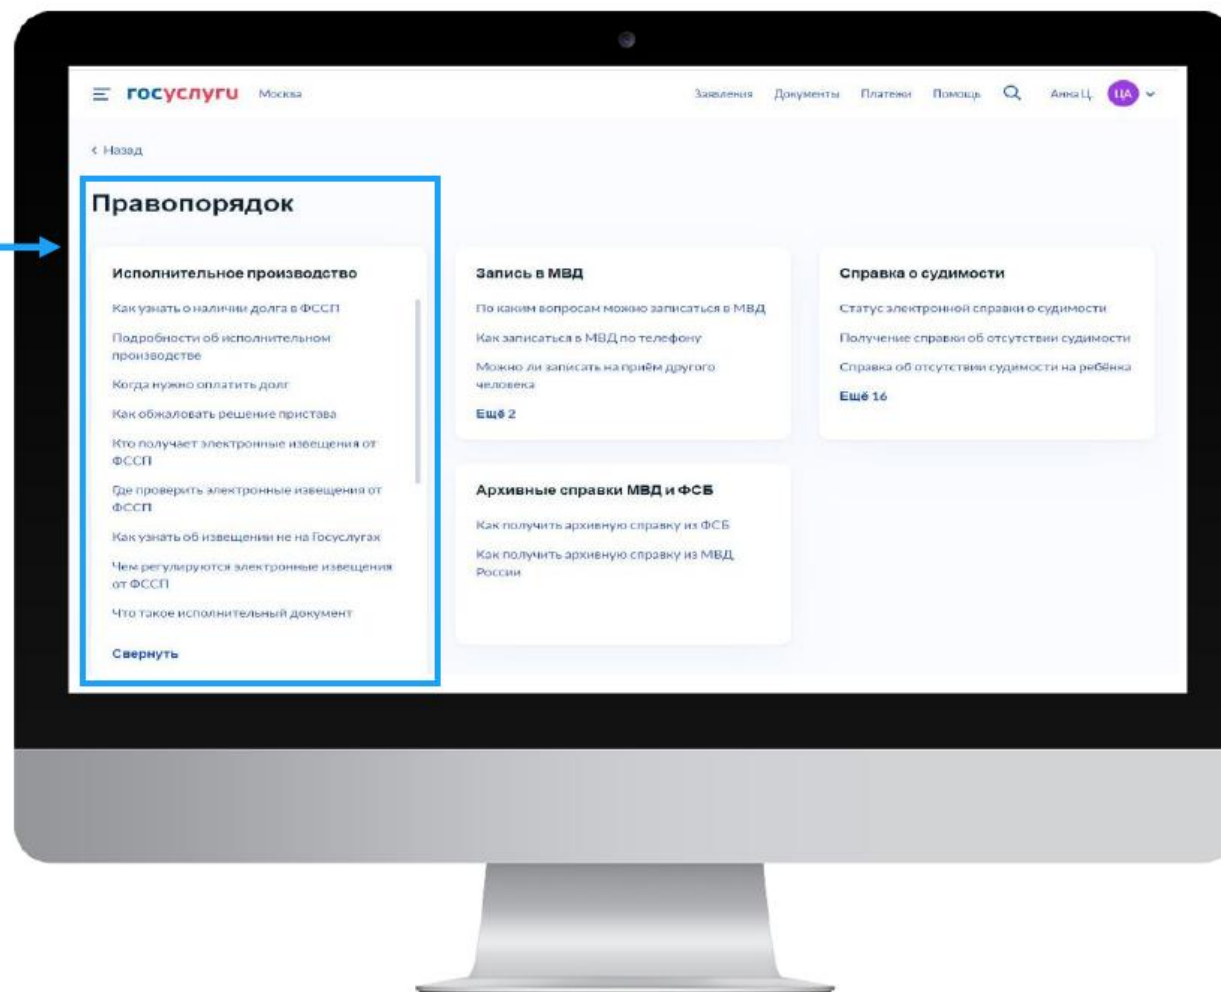 госуслуги Москва Заявления Документы Платежи Помощь Анна Ц. ЦА
Назад
Правопорядок
Исполнительное производство
Как узнать о наличии долга в ФССП
Подробности об исполнительном
производстве
Когда нужно оплатить долг
Как обжаловать решение пристава
Кто получает электронные извещения от
ФССП
Где проверить электронные извещения от
ФССП
Как узнать об извещении не на Госуслугах
Чем регулируются электронные извещения
от ФССП
Что такое исполнительный документ
Свернуть
Запись в МВД
По каким вопросам можно записаться в МВД
Как записаться в МВД по телефону
Можно ли записать на приём другого
человека
Ещё 2
Справка о судимости
Статус электронной справки о судимости
Получение справки об отсутствии судимости
Справка об отсутствии судимости на ребёнка
Ещё 16
Архивные справки МВД и ФСБ
Как получить архивную справку из ФСБ
Как получить архивную справку из МВД
России